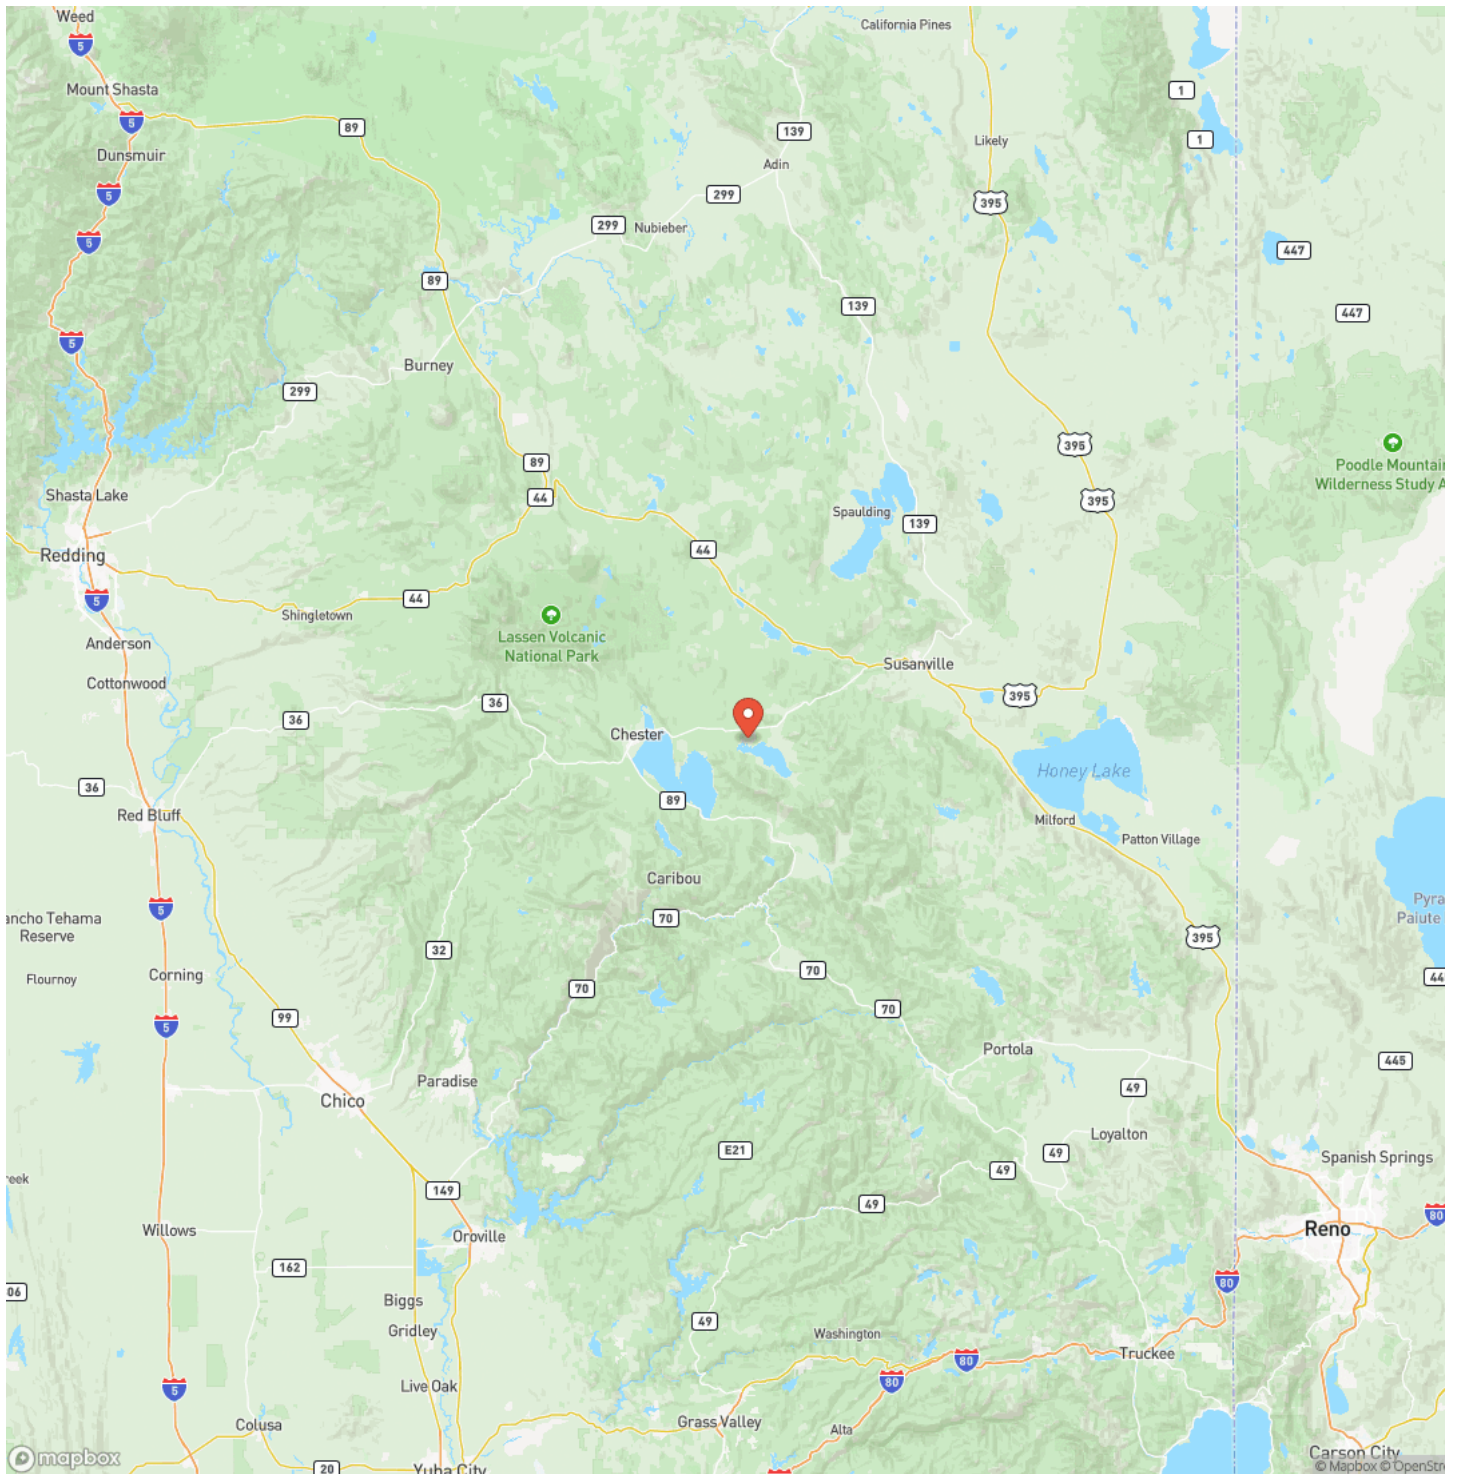 Weed
California Pines
5
Mount Shasta
1
5
89
139
1
Dunsmuir
Likely
Adin
5
299
395
299
Nubieber
5
447
89
139
447
5
Burney
299
395
89
Poodle Mountain
Wilderness Study A
44
395
Shasta Lake
Spaulding
139
Redding
44
5
44
Shingletown
Lassen Volcanic
National Park
Anderson
Susanville
Cottonwood
36
395
36
Chester
Honey Lake
36
89
Red Bluff
Milford
Patton Village
Caribou
5
ancho Tehama
Reserve
70
Pyra
Paiute
395
32
Corning
70
Flournoy
44
70
99
70
5
Portola
445
Paradise
49
Chico
Loyalton
E21
49
Spanish Springs
49
reek
149
49
80
Willows
Oroville
Reno
162
80
06
Biggs
49
Gridley
Washington
Truckee
80
5
Live Oak
80
Colusa
Grass Valley
Alta
Carson City
mapbox
20
Yuba City
© Mapbox © OpenStre